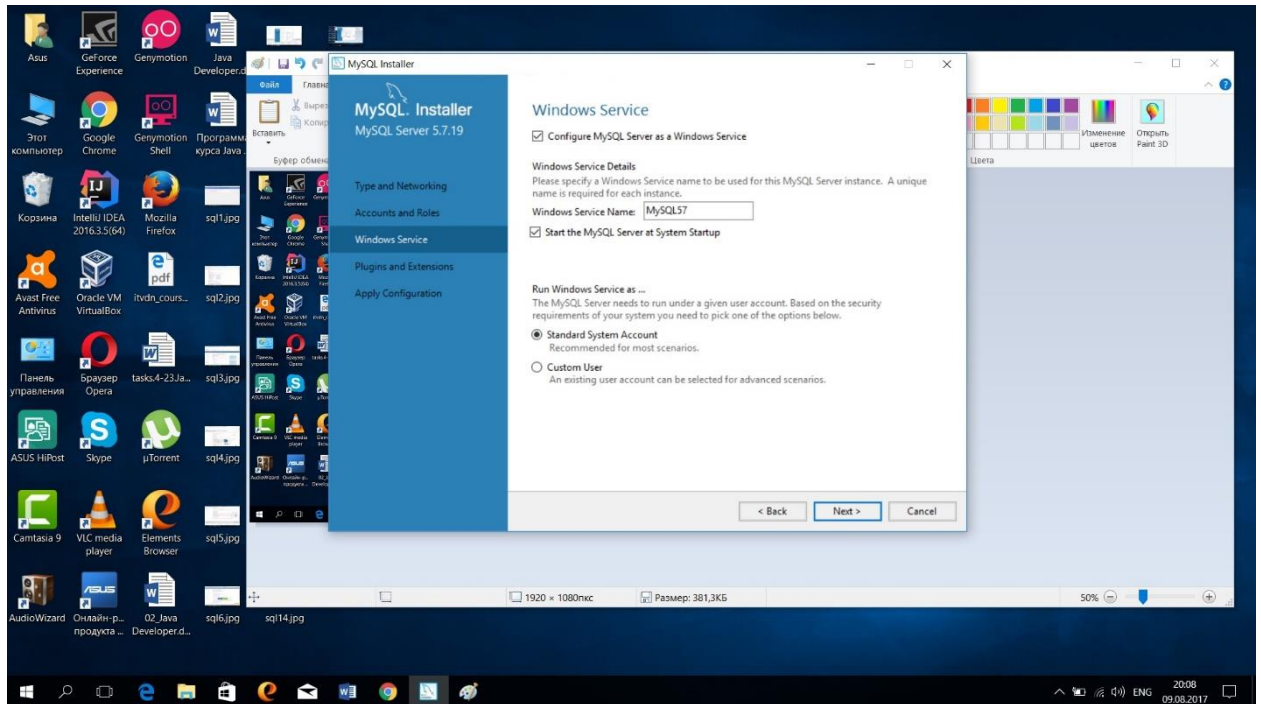 Asus
GeForce Experience
Genymotion
Java Developer.d
Этот компьютер
Google Chrome
Genymotion Shell
Программ
курса Java
Корзина
IntelliJ IDEA 2016.3.5(64)
Mozilla Firefox
sql1.jpg
Avast Free Antivirus
Oracle VM VirtualBox
itvdn_cours...
sql2.jpg
Панель управления
Браузер Opera
tasks.4-23.Ja...
sql3.jpg
ASUS HiPost
Skype
µTorrent
sql4.jpg
Camtasia 9
VLC media player
Elements Browser
sql5.jpg
AudioWizard
Онлайн-р... продукта ...
02_Java Developer.d...
sql6.jpg
sql14.jpg
Файл
Главн
Вставить
Вырез
Копир
Буфер обмен
Изменение цветов
Открыть Paint 3D
Цвета
MySQL Installer
MySQL. Installer
MySQL Server 5.7.19
Type and Networking
Accounts and Roles
Windows Service
Plugins and Extensions
Apply Configuration
Windows Service
Configure MySQL Server as a Windows Service
Windows Service Details
Please specify a Windows Service name to be used for this MySQL Server instance. A unique
name is required for each instance.
Windows Service Name: MySQL57
Start the MySQL Server at System Startup
Run Windows Service as ...
The MySQL Server needs to run under a given user account. Based on the security
requirements of your system you need to pick one of the options below.
Standard System Account
Recommended for most scenarios.
Custom User
An existing user account can be selected for advanced scenarios.
< Back
Next >
Cancel
1920 × 1080пкс
Размер: 381,3КБ
50%
ENG
20:08
09.08.2017